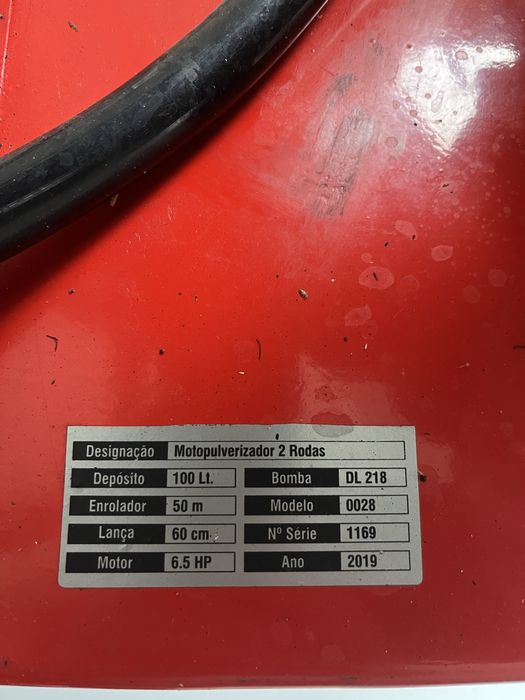 Designação Motopulverizador 2 Rodas
Depósito 100 Lt. Bomba DL 218
Enrolador 50 m Modelo 0028
Lança 60 cm Nº Série 1169
Motor 6.5 HP Ano 2019